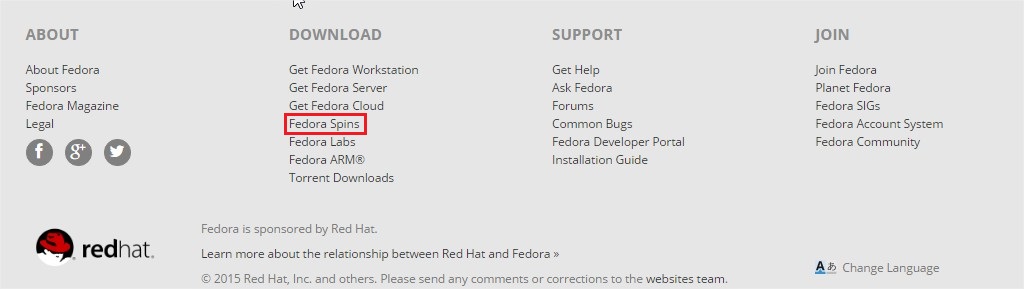 ABOUT
About Fedora
Sponsors
Fedora Magazine
Legal
f
g+
DOWNLOAD
Get Fedora Workstation
Get Fedora Server
Get Fedora Cloud
Fedora Spins
Fedora Labs
Fedora ARM®
Torrent Downloads
SUPPORT
Get Help
Ask Fedora
Forums
Common Bugs
Fedora Developer Portal
Installation Guide
JOIN
Join Fedora
Planet Fedora
Fedora SIGs
Fedora Account System
Fedora Community
redhat.
Fedora is sponsored by Red Hat.
Learn more about the relationship between Red Hat and Fedora »
© 2015 Red Hat, Inc. and others. Please send any comments or corrections to the websites team.
A あ Change Language